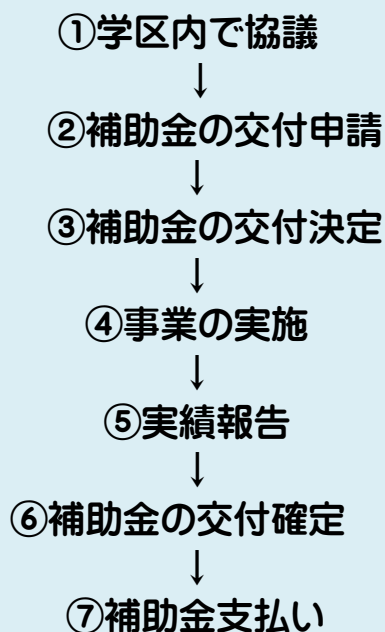 ①学区内で協議
↓
②補助金の交付申請
↓
③補助金の交付決定
↓
④事業の実施
↓
⑤実績報告
↓
⑥補助金の交付確定
↓
⑦補助金支払い